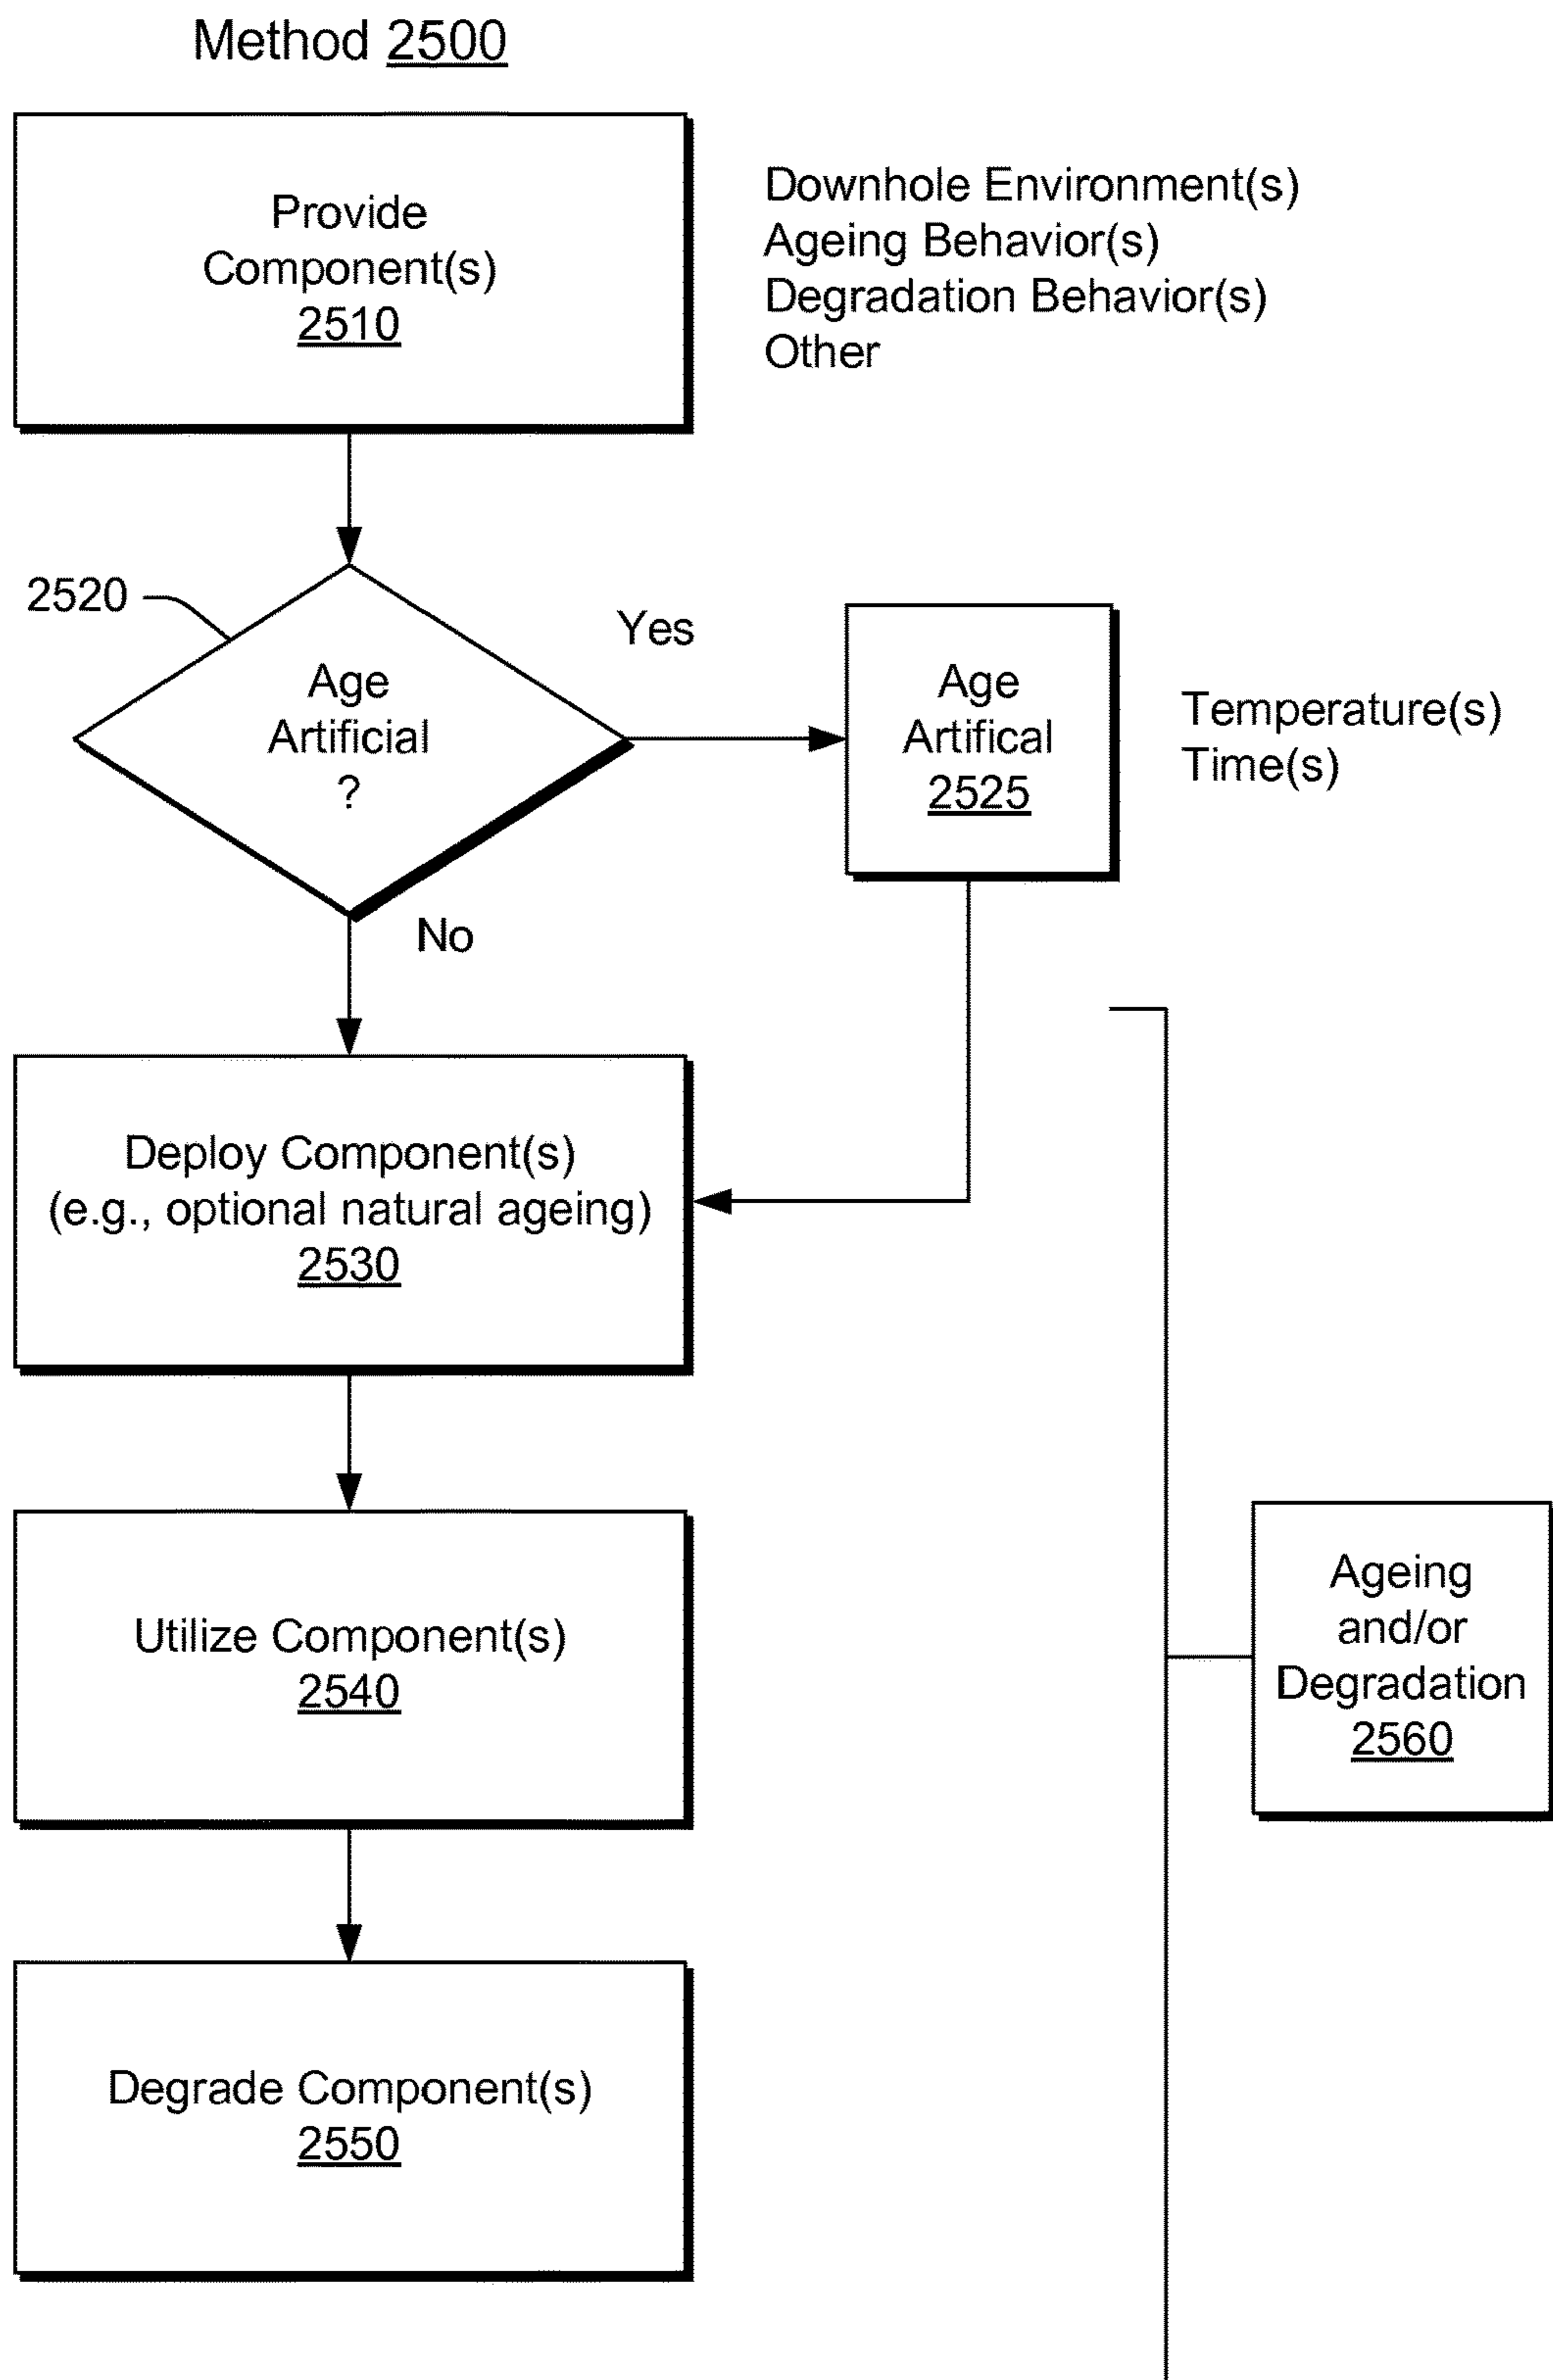 Method 2500
Provide
Component(s)
2510
Downhole Environment(s)
Ageing Behavior(s)
Degradation Behavior(s)
Other
2520
Age
Artificial
?
Yes
Age
Artifical
2525
Temperature(s)
Time(s)
No
Deploy Component(s)
(e.g., optional natural ageing)
2530
Utilize Component(s)
2540
Ageing
and/or
Degradation
2560
Degrade Component(s)
2550